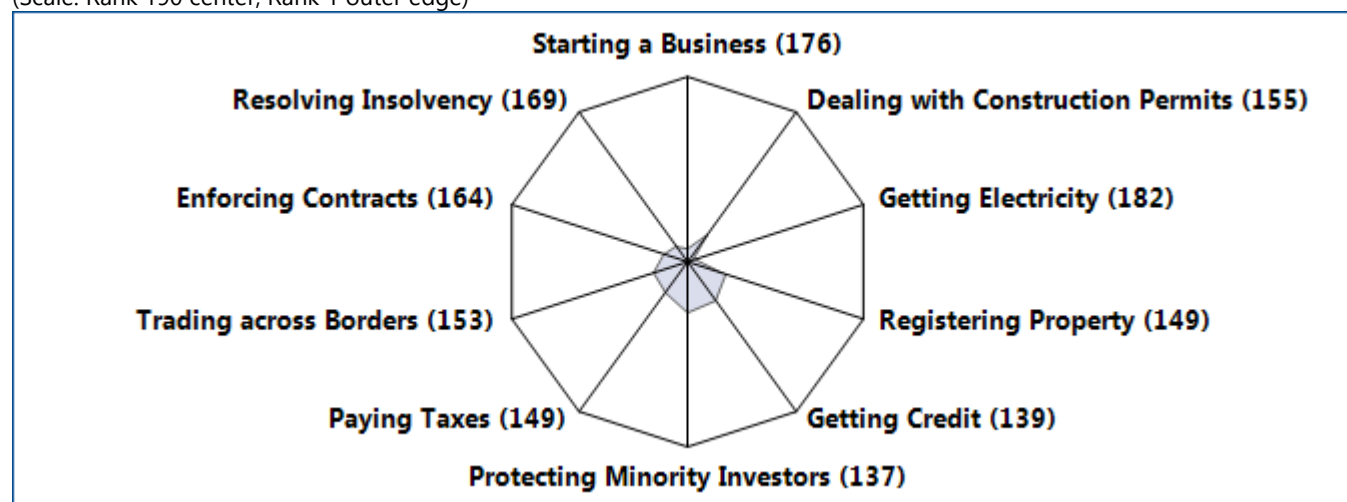 (Scale: Rank 190 center, Rank 1 outer edge)
Starting a Business (176)
Resolving Insolvency (169)
Dealing with Construction Permits (155)
Enforcing Contracts (164)
Getting Electricity (182)
Trading across Borders (153)
Registering Property (149)
Paying Taxes (149)
Getting Credit (139)
Protecting Minority Investors (137)